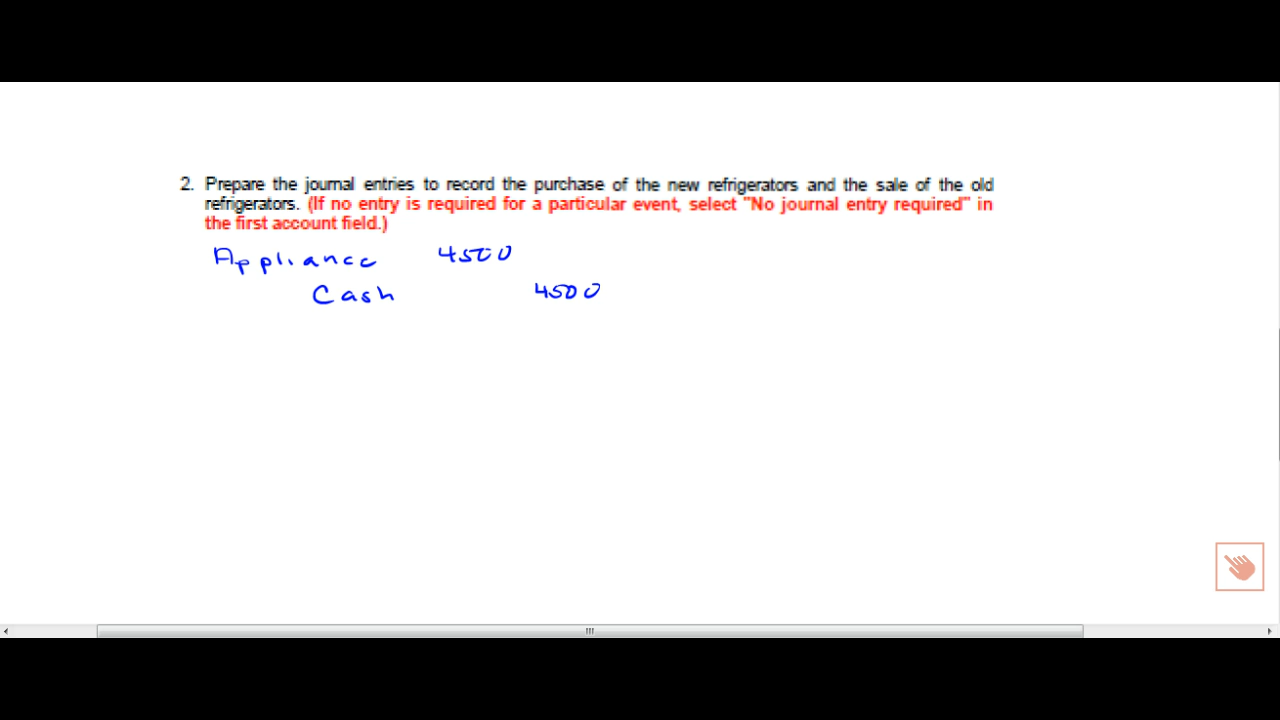 2. Prepare the journal entries to record the purchase of the new refrigerators and the sale of the old
refrigerators. (If no entry is required for a particular event, select "No journal entry required" in
the first account field.)
Appliance 4500
Cash 4500